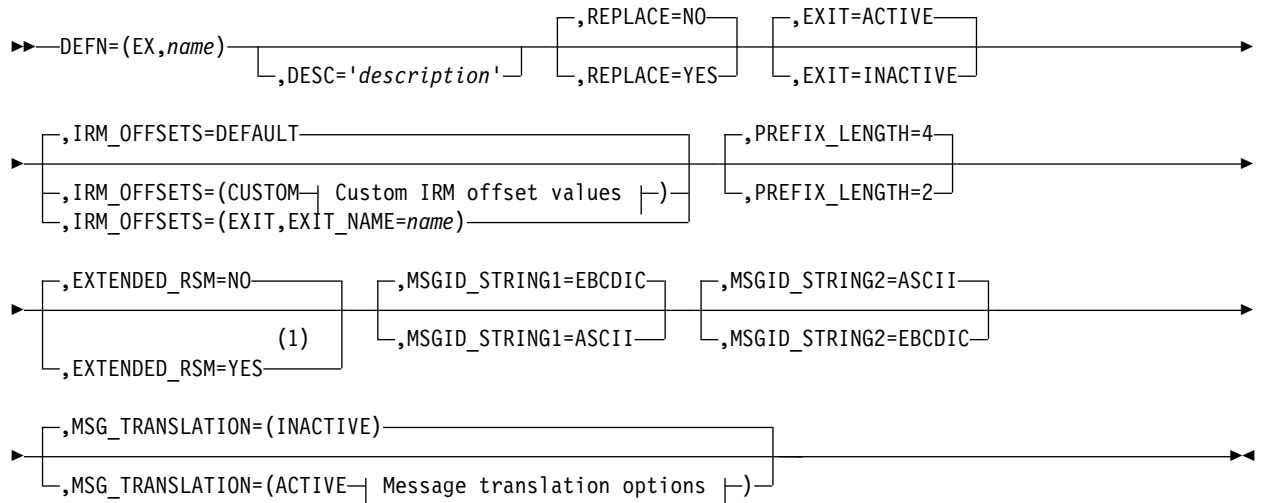 ,REPLACE=NO ,EXIT=ACTIVE
DEFN=(EX,name)
,DESC='description' ,REPLACE=YES ,EXIT=INACTIVE
,IRM_OFFSETS=DEFAULT ,PREFIX_LENGTH=4
,IRM_OFFSETS=(CUSTOM Custom IRM offset values ) ,PREFIX_LENGTH=2
,IRM_OFFSETS=(EXIT,EXIT_NAME=name)
,EXTENDED_RSM=NO ,MSGID_STRING1=EBCDIC ,MSGID_STRING2=ASCII
(1) ,MSGID_STRING1=ASCII ,MSGID_STRING2=EBCDIC
,EXTENDED_RSM=YES
,MSG_TRANSLATION=(INACTIVE)
,MSG_TRANSLATION=(ACTIVE Message translation options )